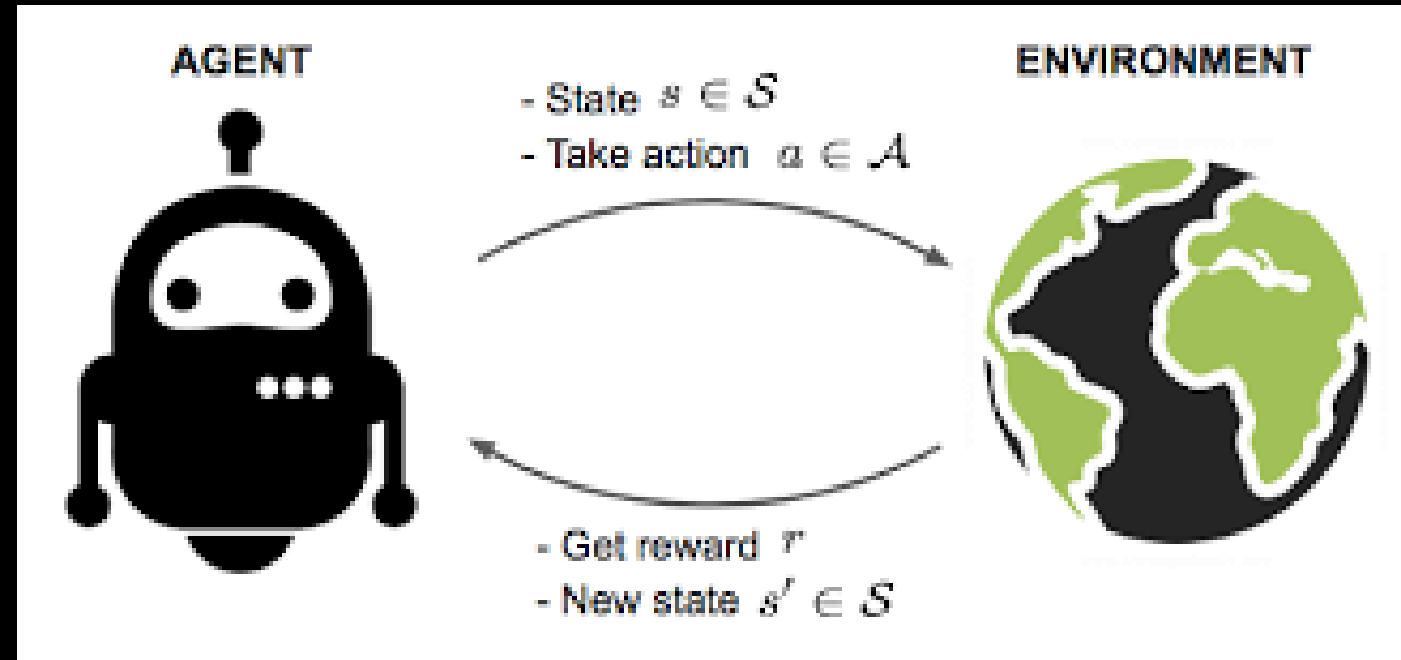 AGENT
ENVIRONMENT
- State s ∈ 𝒮
- Take action a ∈ 𝒜
- Get reward r
- New state s′ ∈ 𝒮